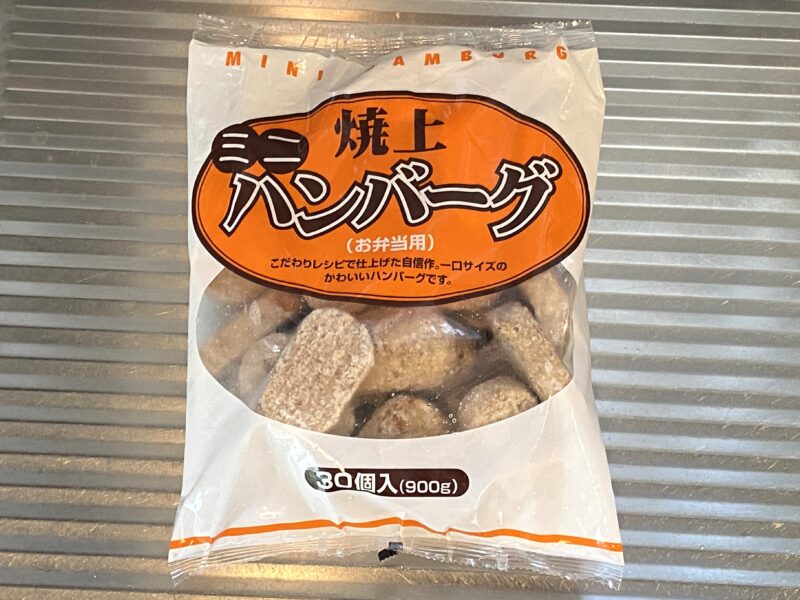 MINI HAMBURG
焼上
ミニ
ハンバーグ
(お弁当用)
こだわりレシピで仕上げた自信作。一口サイズの
かわいいハンバーグです。
30個入(900g)